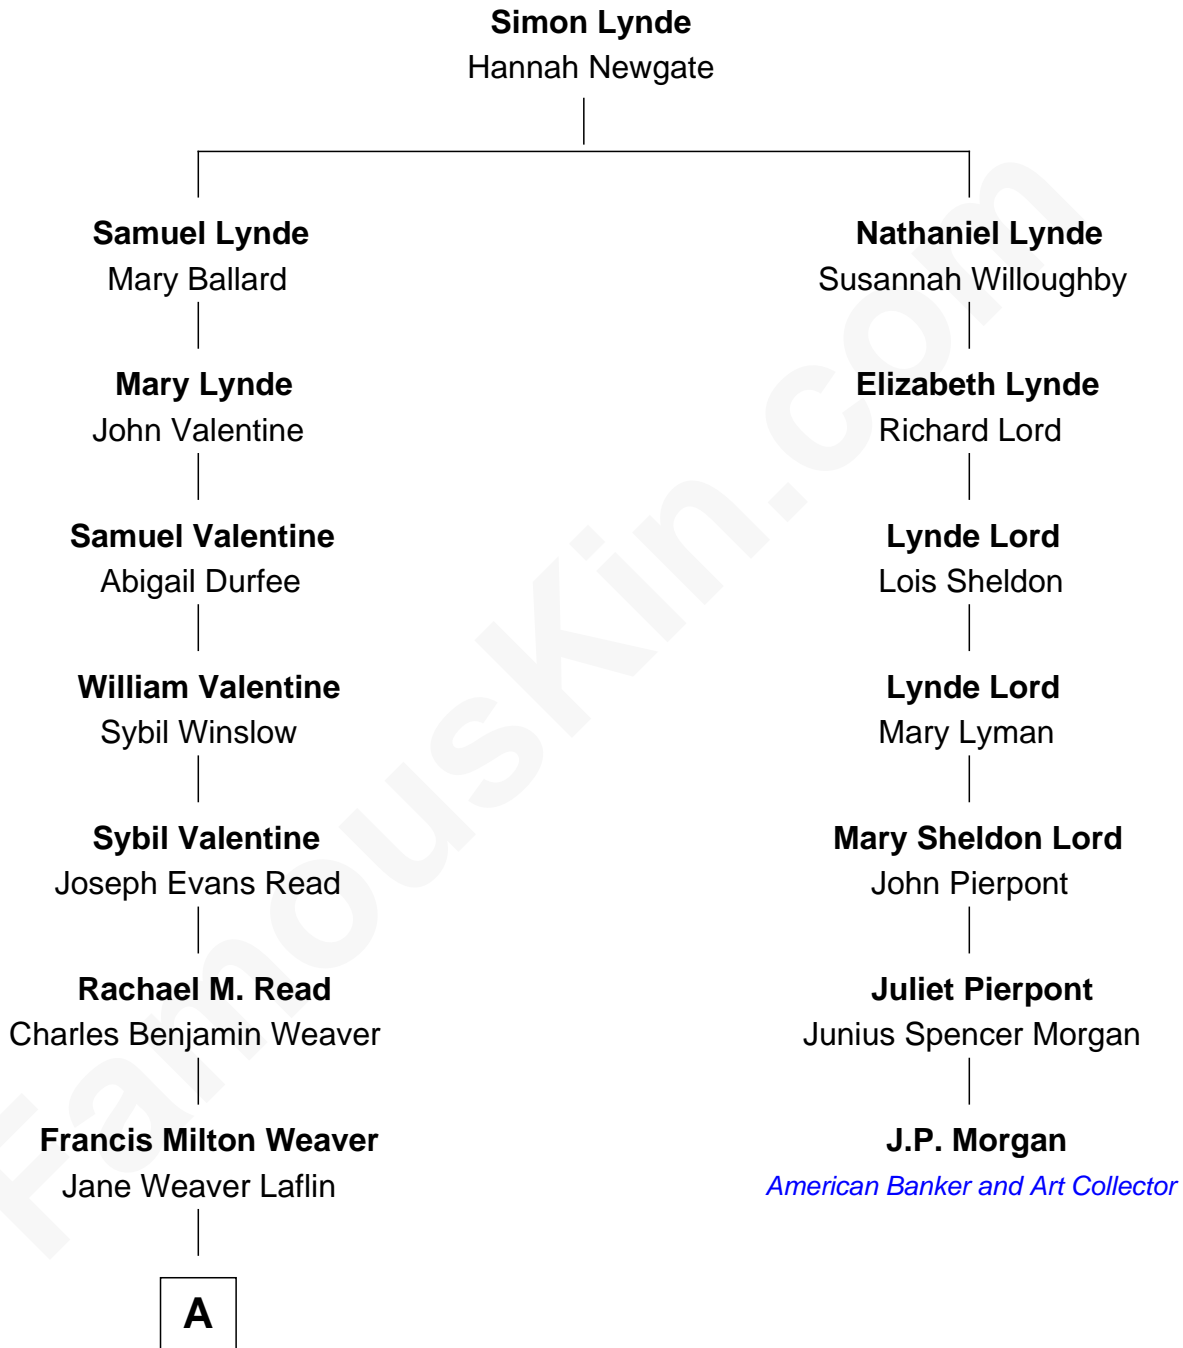 Simon Lynde
Hannah Newgate
Samuel Lynde
Mary Ballard
Mary Lynde
John Valentine
Samuel Valentine
Abigail Durfee
William Valentine
Sybil Winslow
Sybil Valentine
Joseph Evans Read
Rachael M. Read
Charles Benjamin Weaver
Francis Milton Weaver
Jane Weaver Laflin
A
Nathaniel Lynde
Susannah Willoughby
Elizabeth Lynde
Richard Lord
Lynde Lord
Lois Sheldon
Lynde Lord
Mary Lyman
Mary Sheldon Lord
John Pierpont
Juliet Pierpont
Junius Spencer Morgan
J.P. Morgan
American Banker and Art Collector
FamousKin.com